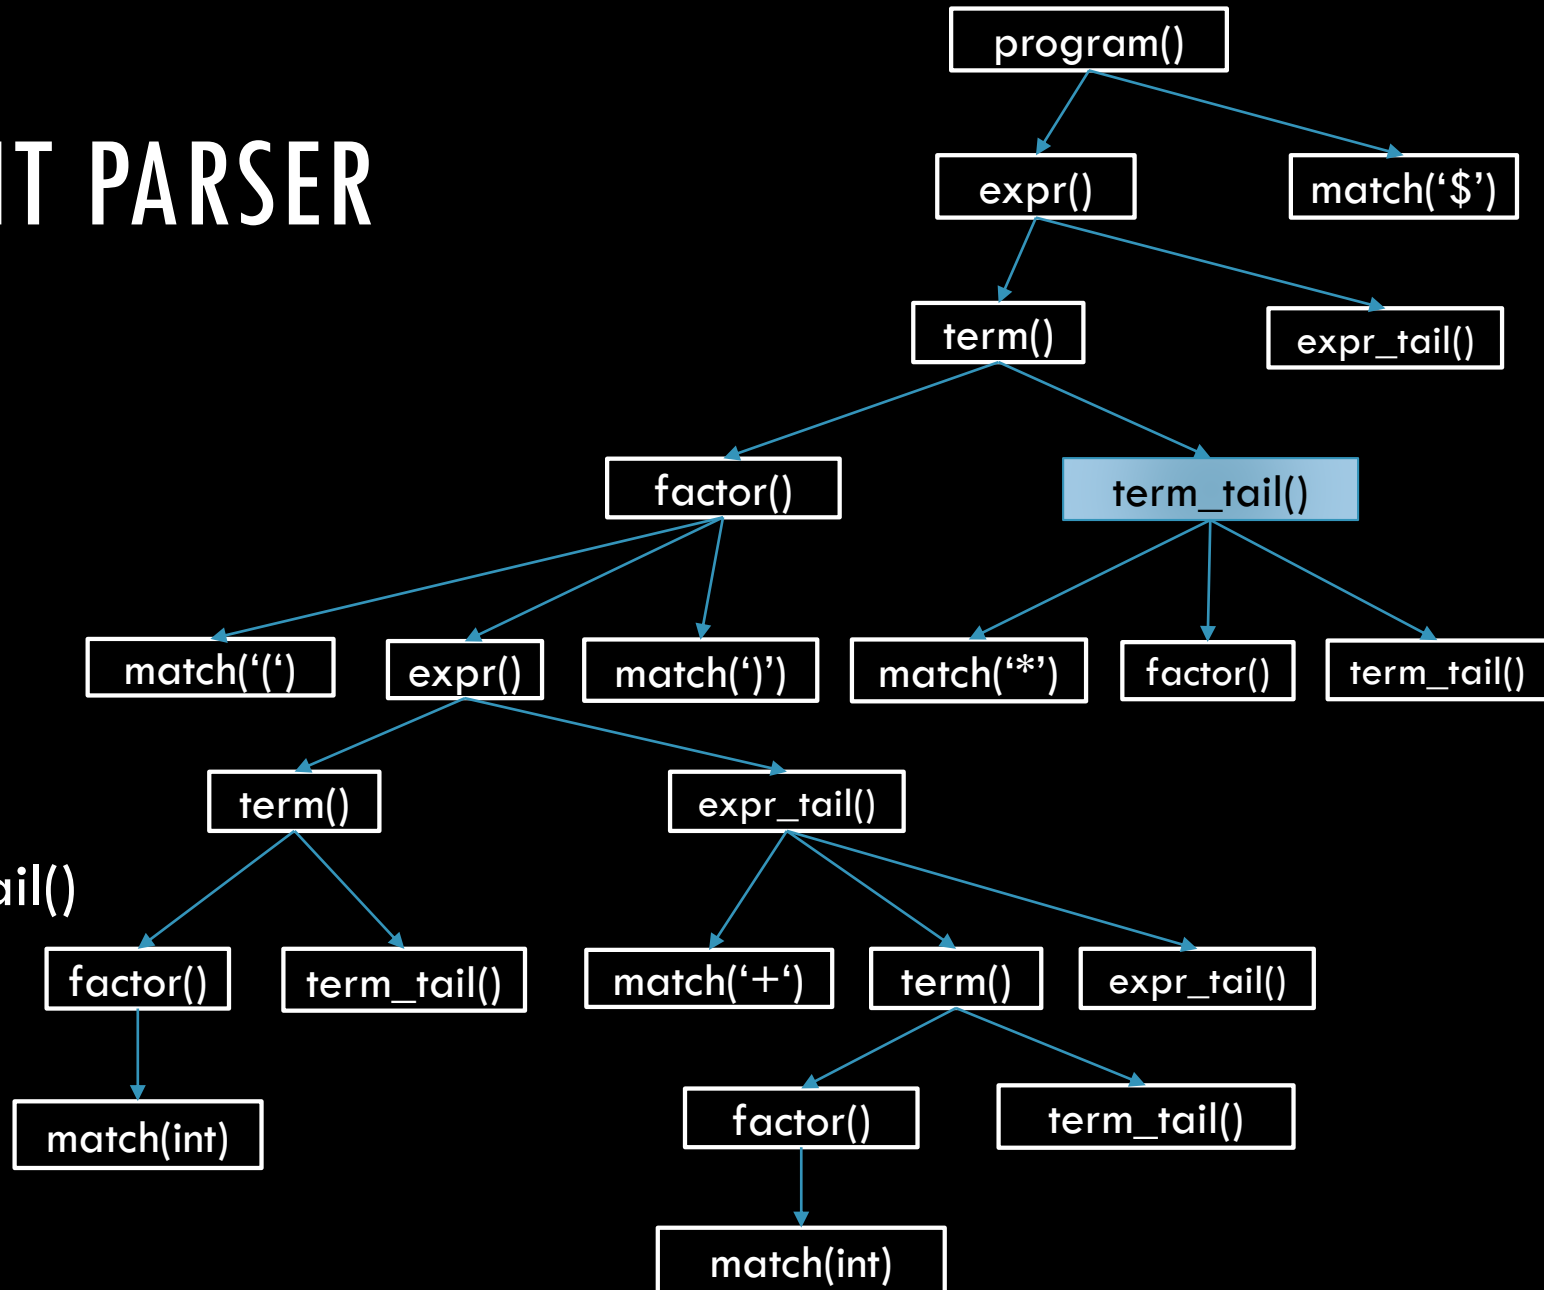 program()
IT PARSER
expr()
match(‘$’)
term()
expr_tail()
factor()
term_tail()
match(‘(‘)
expr()
match(‘)’)
match(‘*’)
factor()
term_tail()
term()
expr_tail()
ail()
factor()
term_tail()
match(‘+‘)
term()
expr_tail()
factor()
term_tail()
match(int)
match(int)